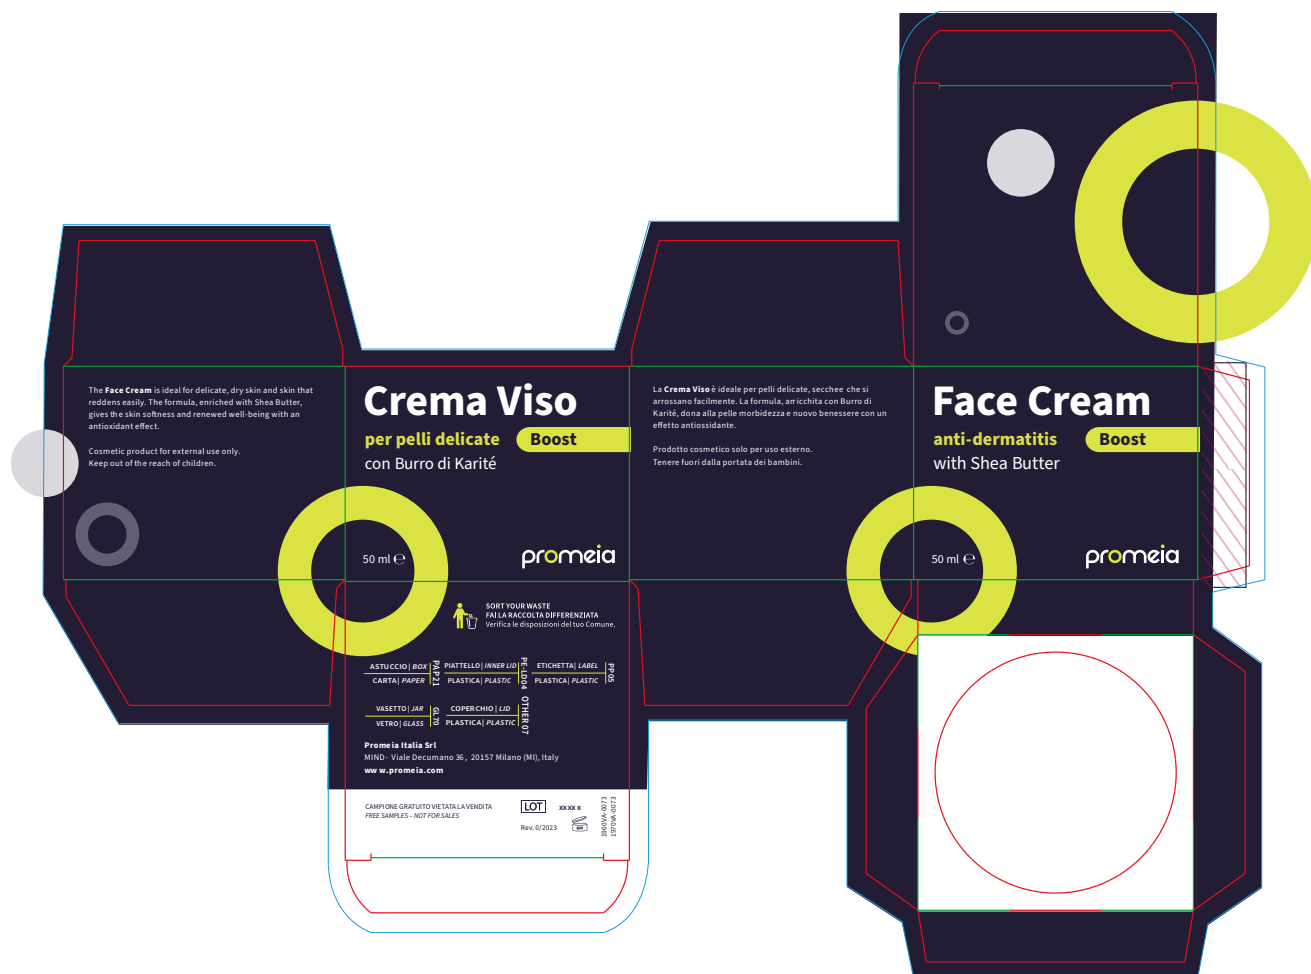 The Face Cream is ideal for delicate, dry skin and skin that
reddens easily. The formula, enriched with Shea Butter,
gives the skin softness and renewed well-being with an
antioxidant effect.
Cosmetic product for external use only.
Keep out of the reach of children.
Crema Viso
per pelli delicate
Boost
con Burro di Karité
50 ml ℮
promeia
La Crema Viso è ideale per pelli delicate, secchee che si
arrossano facilmente. La formula, arricchita con Burro di
Karité, dona alla pelle morbidezza e nuovo benessere con un
effetto antiossidante.
Prodotto cosmetico solo per uso esterno.
Tenere fuori dalla portata dei bambini.
Face Cream
anti-dermatitis
Boost
with Shea Butter
50 ml ℮
promeia
SORT YOUR WASTE
FAI LA RACCOLTA DIFFERENZIATA
Verifica le disposizioni del tuo Comune.
ASTUCCIO | BOX
CARTA | PAPER
PAP 21
PIATTELLO | INNER LID
PLASTICA | PLASTIC
PE-LD04
ETICHETTA | LABEL
PLASTICA | PLASTIC
PP05
VASETTO | JAR
VETRO | GLASS
GL 70
COPERCHIO | LID
PLASTICA | PLASTIC
OTHER 07
Promeia Italia Srl
MIND- Viale Decumano 36, 20157 Milano (MI), Italy
www.promeia.com
CAMPIONE GRATUITO VIETATA LA VENDITA
FREE SAMPLES – NOT FOR SALES
LOT
xxxxx
Rev. 0/2023
6M
1960VA-0073
1970VA-0073